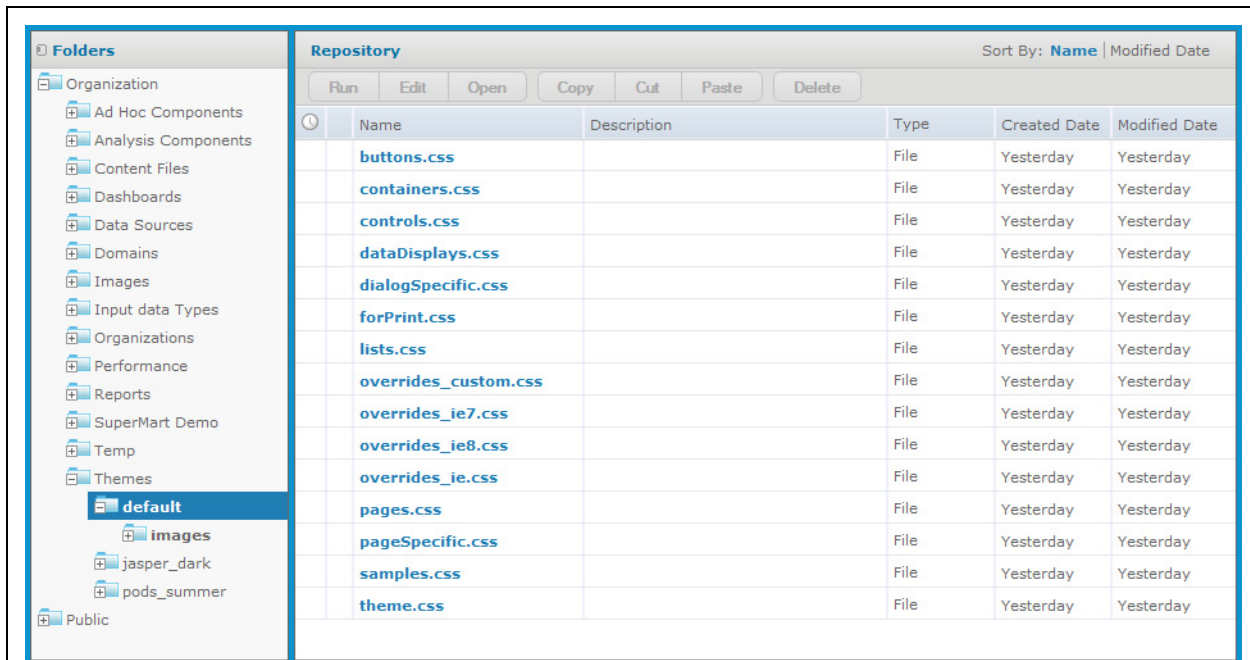 Folders
Organization
Ad Hoc Components
Analysis Components
Content Files
Dashboards
Data Sources
Domains
Images
Input data Types
Organizations
Performance
Reports
SuperMart Demo
Temp
Themes
default
images
jasper_dark
pods_summer
Public
Repository Sort By: Name | Modified Date
Run Edit Open Copy Cut Paste Delete
Name Description Type Created Date Modified Date
buttons.css File Yesterday Yesterday
containers.css File Yesterday Yesterday
controls.css File Yesterday Yesterday
dataDisplays.css File Yesterday Yesterday
dialogSpecific.css File Yesterday Yesterday
forPrint.css File Yesterday Yesterday
lists.css File Yesterday Yesterday
overrides_custom.css File Yesterday Yesterday
overrides_ie7.css File Yesterday Yesterday
overrides_ie8.css File Yesterday Yesterday
overrides_ie.css File Yesterday Yesterday
pages.css File Yesterday Yesterday
pageSpecific.css File Yesterday Yesterday
samples.css File Yesterday Yesterday
theme.css File Yesterday Yesterday